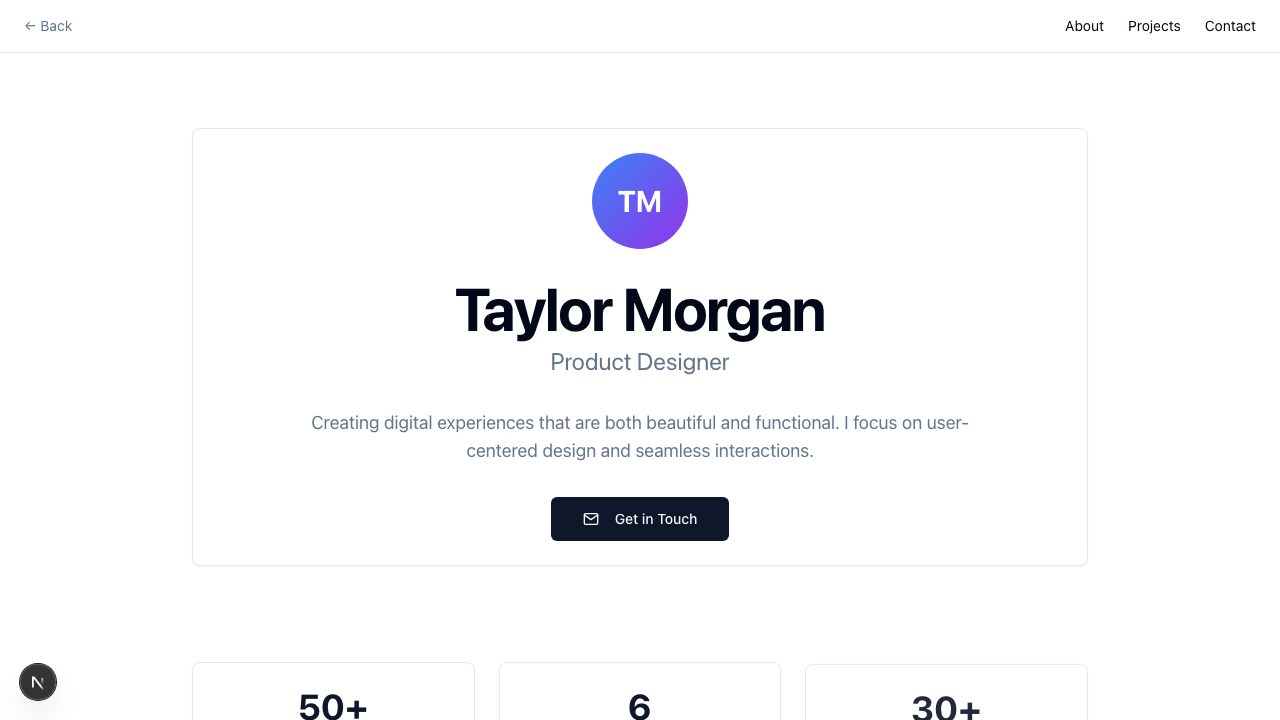 ← Back
About
Projects
Contact
TM
Taylor Morgan
Product Designer
Creating digital experiences that are both beautiful and functional. I focus on user-
centered design and seamless interactions.
Get in Touch
50+
6
30+
N